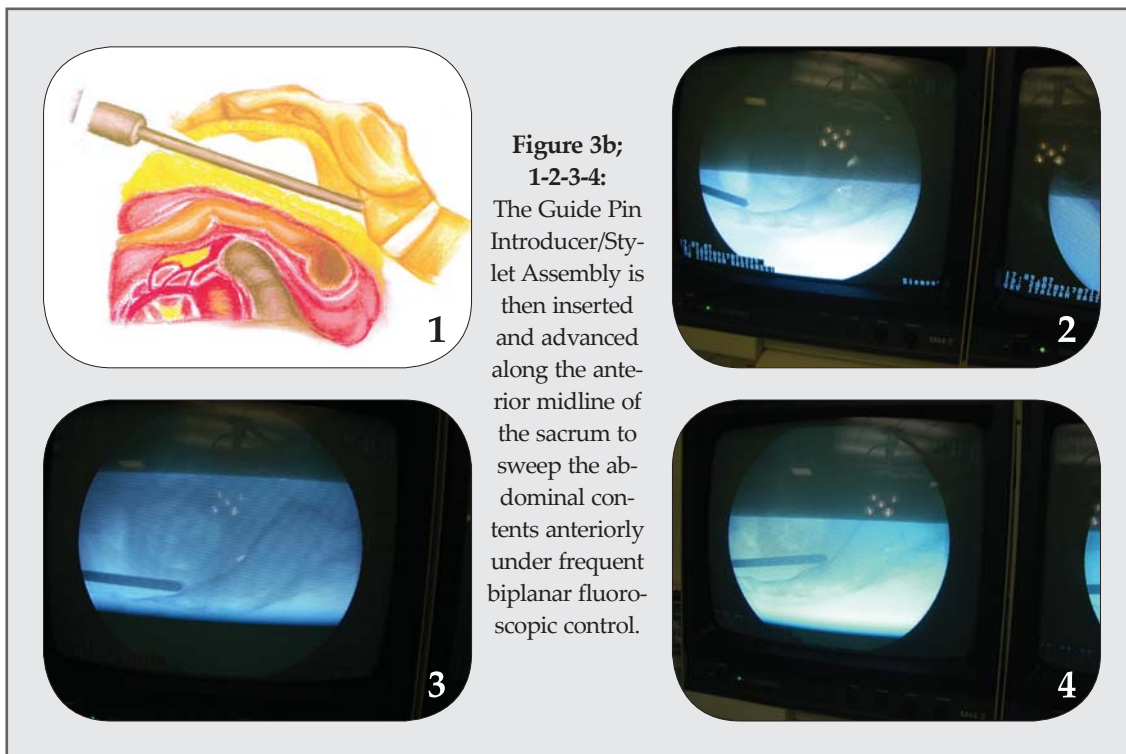 1
Figure 3b;
1-2-3-4:
The Guide Pin
Introducer/Sty-
let Assembly is
then inserted
and advanced
along the ante-
rior midline of
the sacrum to
sweep the ab-
dominal con-
tents anteriorly
under frequent
biplanar fluoro-
scopic control.
2
3
4